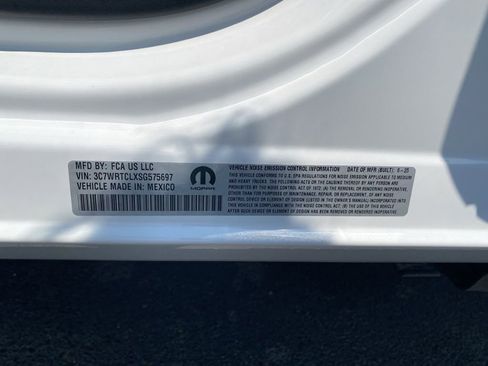 MFD BY: FCA US LLC
VIN: 3C7WRTCLXSG575697
VEHICLE MADE IN: MEXICO
MOPAR
VEHICLE NOISE EMISSION CONTROL INFORMATION DATE OF MFR (BUILT): 6 - 25
THIS VEHICLE CONFORMS TO U.S. EPA REGULATIONS FOR NOISE EMISSION APPLICABLE TO MEDIUM
AND HEAVY TRUCKS. THE FOLLOWING ACTS OR CAUSING THEREOF BY ANY PERSON ARE
PROHIBITED BY THE NOISE CONTROL ACT OF 1972. (A) THE REMOVAL OR RENDERING INOPERATIVE
OTHER THAN FOR PURPOSES OF MAINTENANCE, REPAIR, OR REPLACEMENT, OF ANY NOISE
CONTROL DEVICE OR ELEMENT OF DESIGN (LISTED IN THE OWNER'S MANUAL) INCORPORATED
INTO THIS VEHICLE IN COMPLIANCE WITH THE NOISE CONTROL ACT; (B) THE USE OF THIS VEHICLE
AFTER SUCH DEVICE OR ELEMENT OF DESIGN HAS BEEN REMOVED OR RENDERED INOPERATIVE.